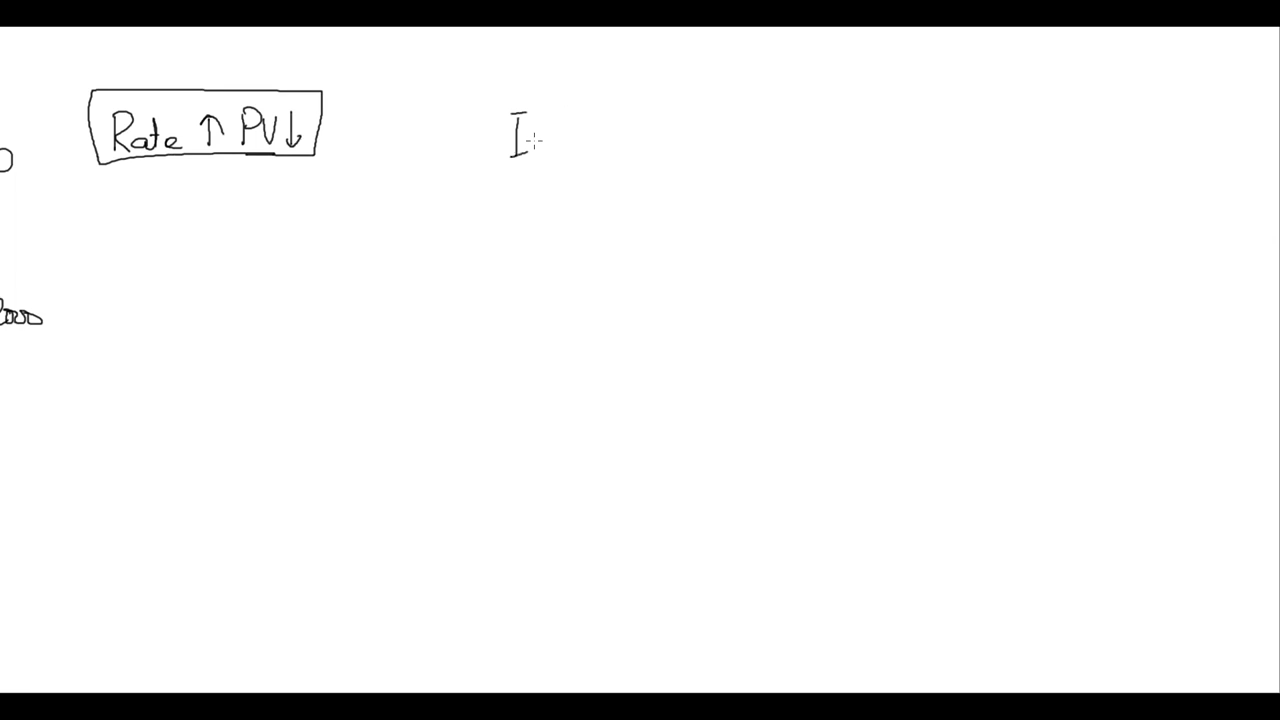 Rate ↑ PV↓ I